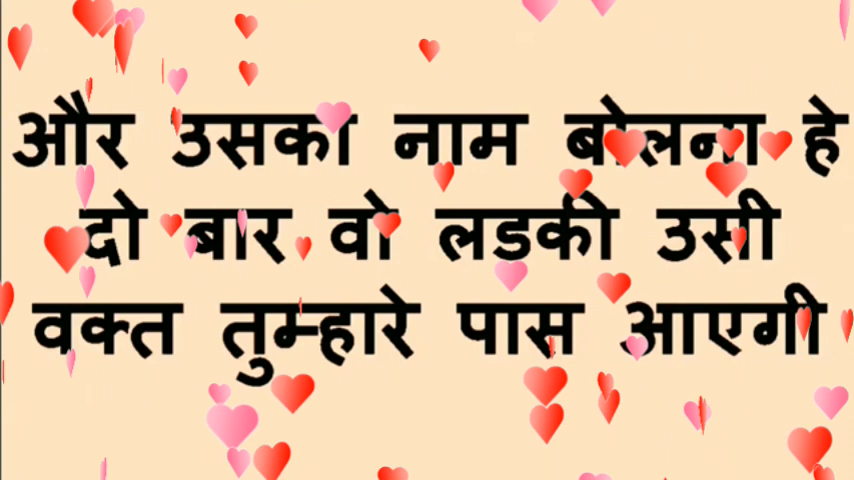 और उसका नाम बोलना हे
दो बार वो लडकी उसी
वक्त तुम्हारे पास आएगी